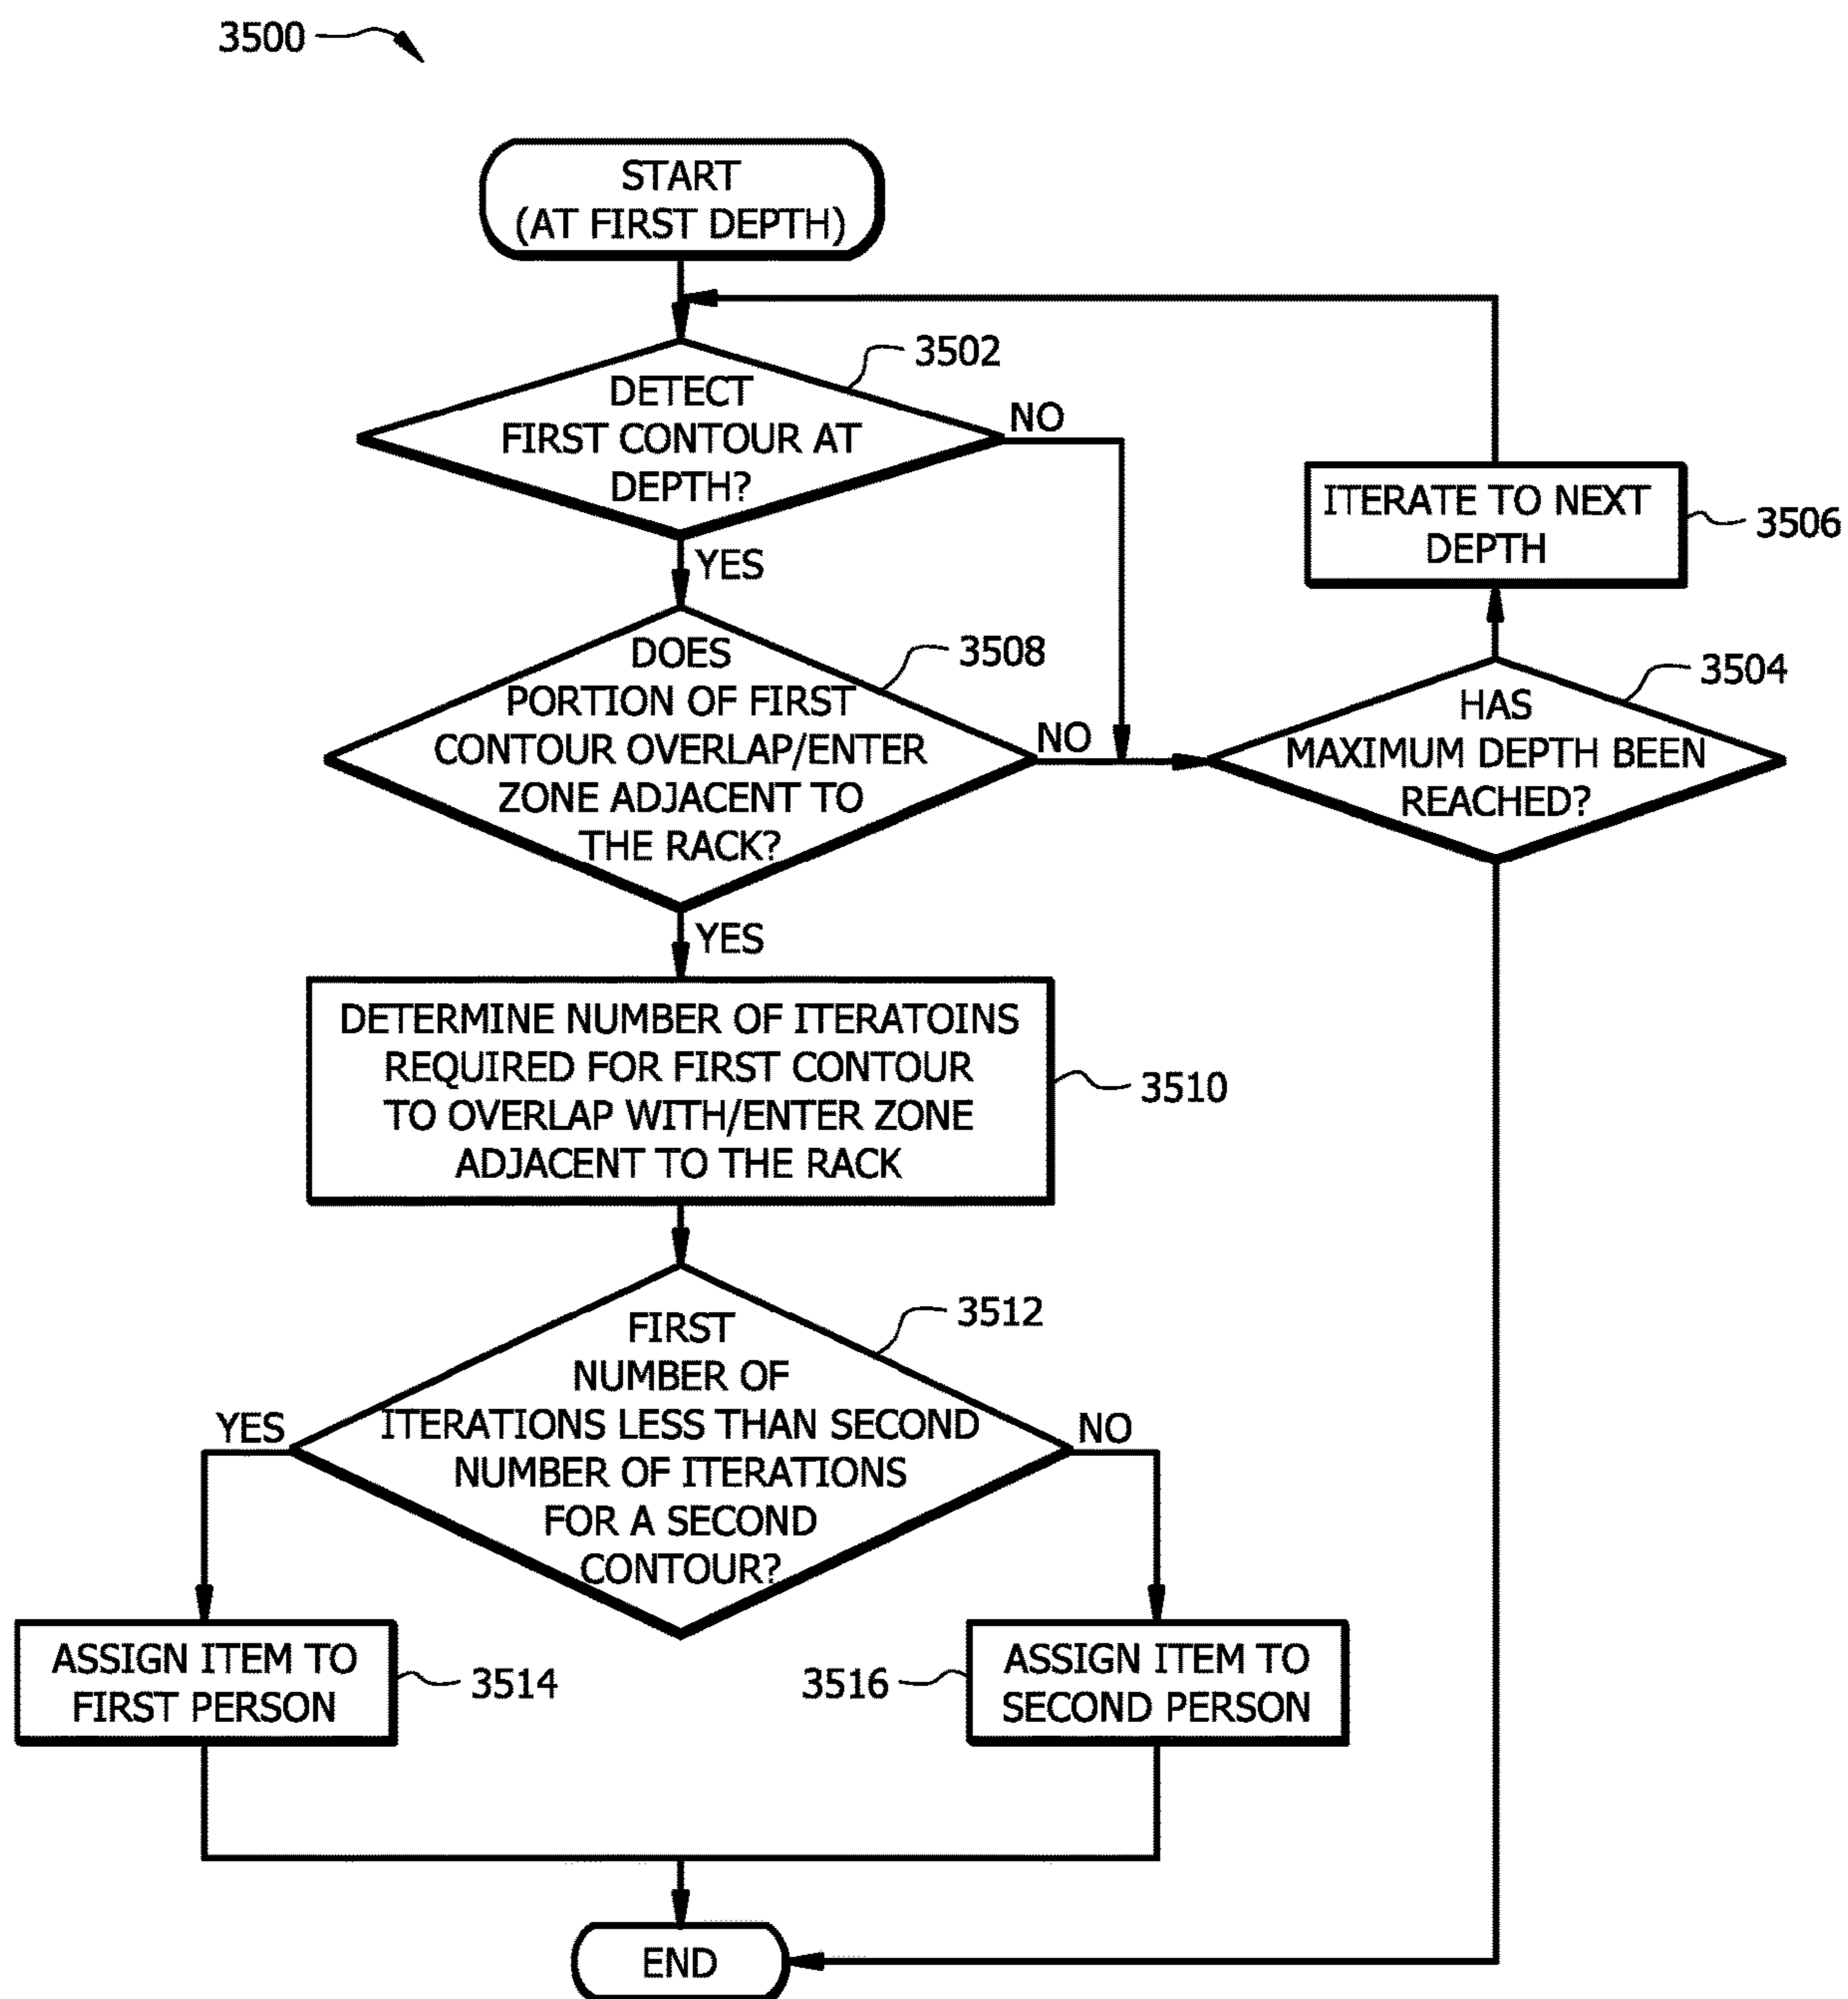 3500
START
(AT FIRST DEPTH)
3502
DETECT
FIRST CONTOUR AT
DEPTH?
NO
YES
ITERATE TO NEXT
DEPTH
3506
3508
DOES
PORTION OF FIRST
CONTOUR OVERLAP/ENTER
ZONE ADJACENT TO
THE RACK?
NO
YES
3504
HAS
MAXIMUM DEPTH BEEN
REACHED?
DETERMINE NUMBER OF ITERATOINS
REQUIRED FOR FIRST CONTOUR
TO OVERLAP WITH/ENTER ZONE
ADJACENT TO THE RACK
3510
3512
FIRST
NUMBER OF
ITERATIONS LESS THAN SECOND
NUMBER OF ITERATIONS
FOR A SECOND
CONTOUR?
YES
NO
ASSIGN ITEM TO
FIRST PERSON
3514
3516
ASSIGN ITEM TO
SECOND PERSON
END